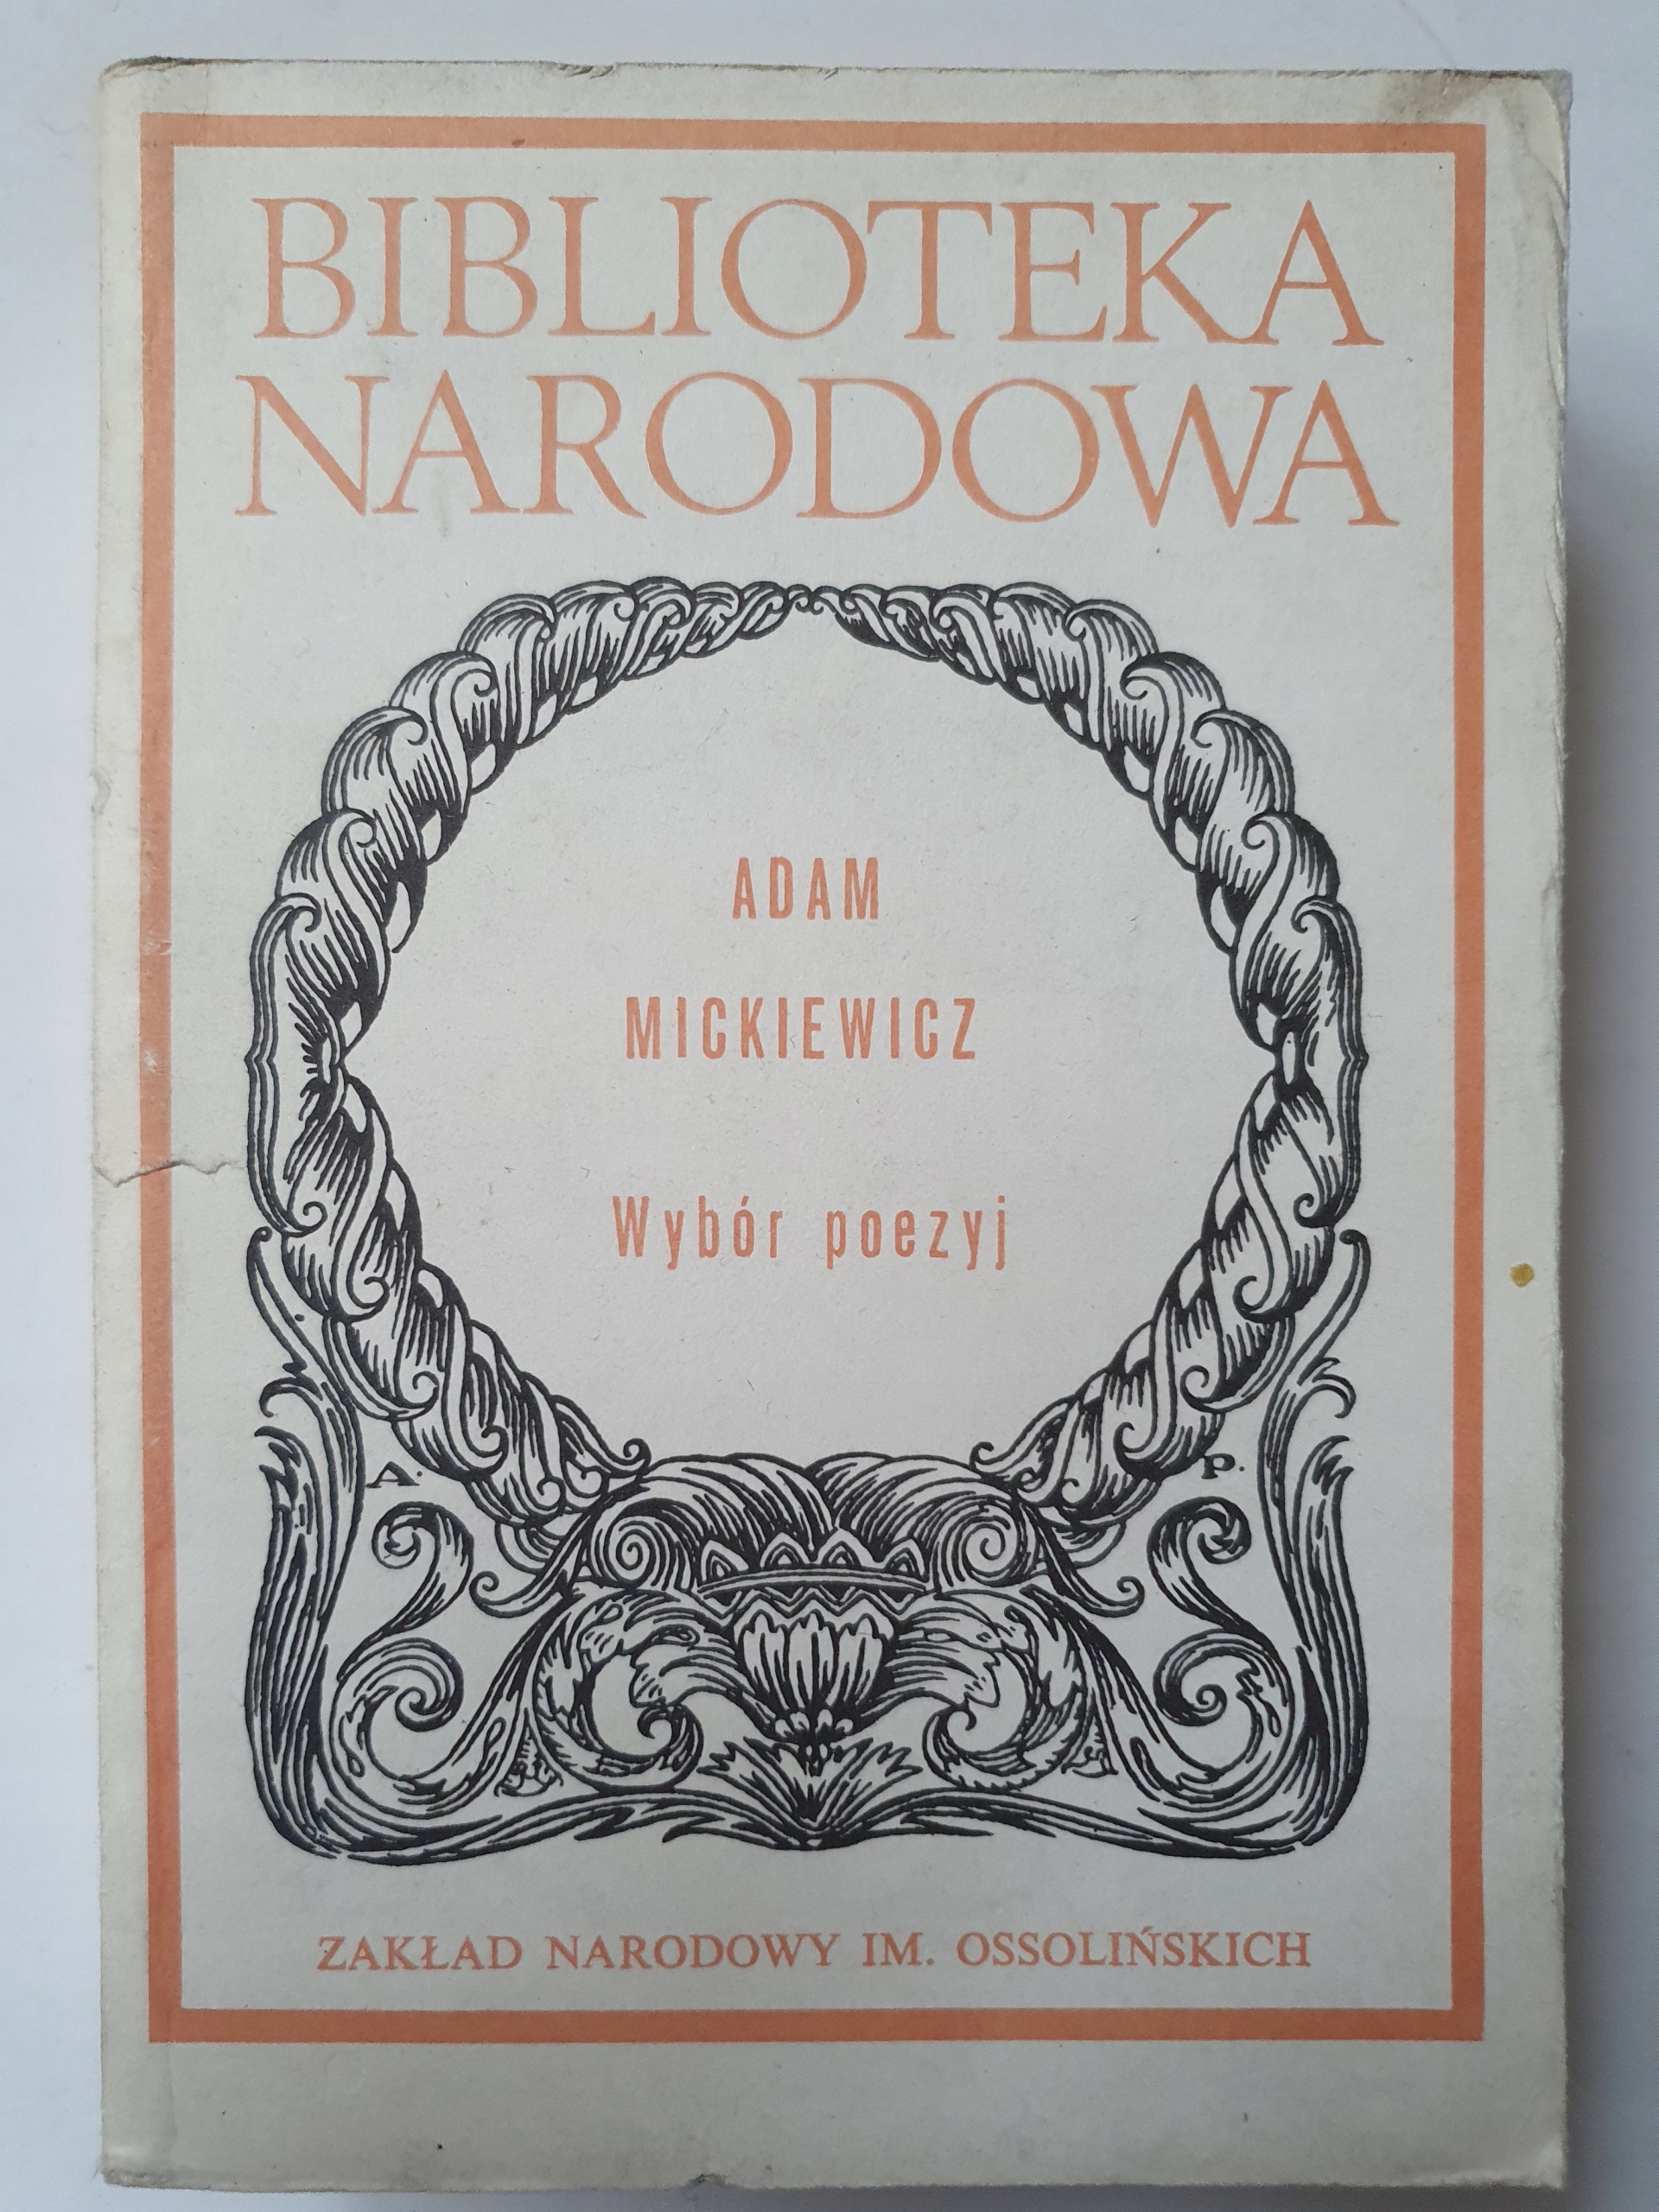 BIBLIOTEKA
NARODOWA
ADAM
MICKIEWICZ
Wybór poezyj
A. P.
ZAKŁAD NARODOWY IM. OSSOLIŃSKICH